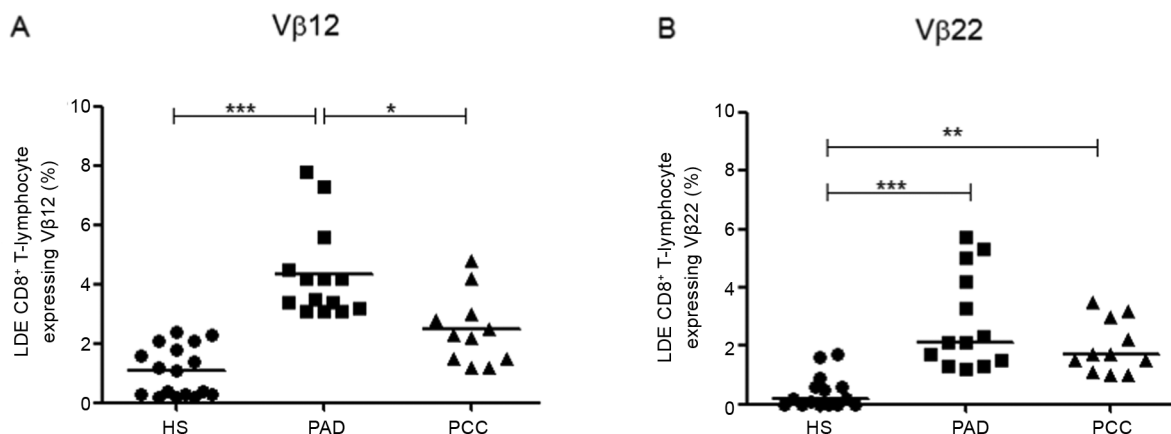 A
Vβ12
LDE CD8⁺ T-lymphocyte
expressing Vβ12 (%)
10
8
6
4
2
0
***
*
HS
PAD
PCC
B
Vβ22
LDE CD8⁺ T-lymphocyte
expressing Vβ22 (%)
10
8
6
4
2
0
**
***
HS
PAD
PCC